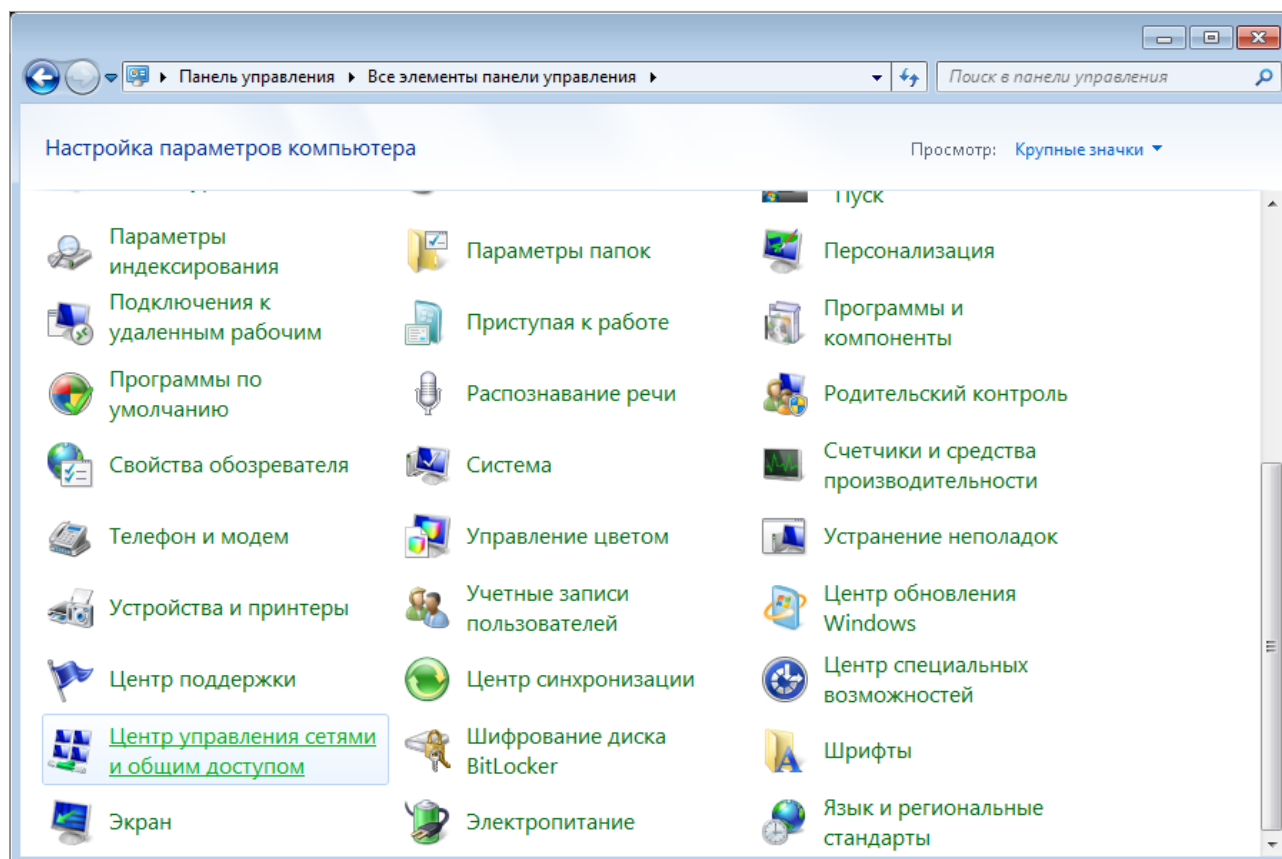 Панель управления ▸ Все элементы панели управления ▸
Поиск в панели управления
Настройка параметров компьютера
Просмотр: Крупные значки
Пуск
Параметры
индексирования
Параметры папок
Персонализация
Подключения к
удаленным рабочим
Приступая к работе
Программы и
компоненты
Программы по
умолчанию
Распознавание речи
Родительский контроль
Свойства обозревателя
Система
Счетчики и средства
производительности
Телефон и модем
Управление цветом
Устранение неполадок
Устройства и принтеры
Учетные записи
пользователей
Центр обновления
Windows
Центр поддержки
Центр синхронизации
Центр специальных
возможностей
Центр управления сетями
и общим доступом
Шифрование диска
BitLocker
Шрифты
Экран
Электропитание
Язык и региональные
стандарты